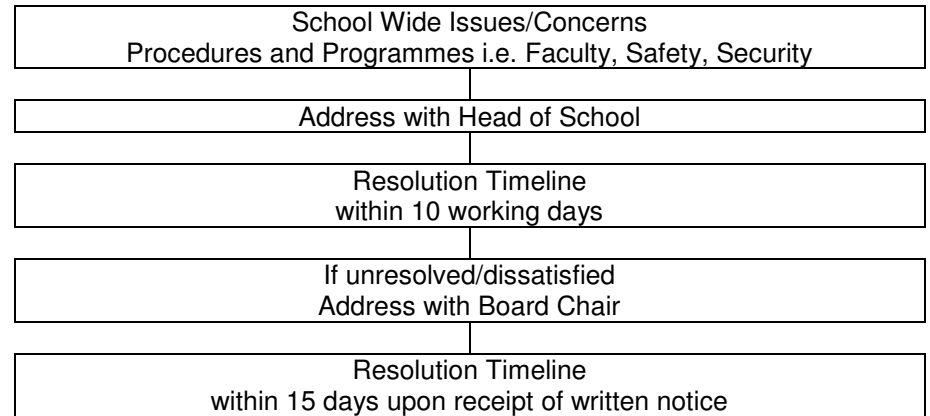 School Wide Issues/Concerns
Procedures and Programmes i.e. Faculty, Safety, Security
Address with Head of School
Resolution Timeline
within 10 working days
If unresolved/dissatisfied
Address with Board Chair
Resolution Timeline
within 15 days upon receipt of written notice